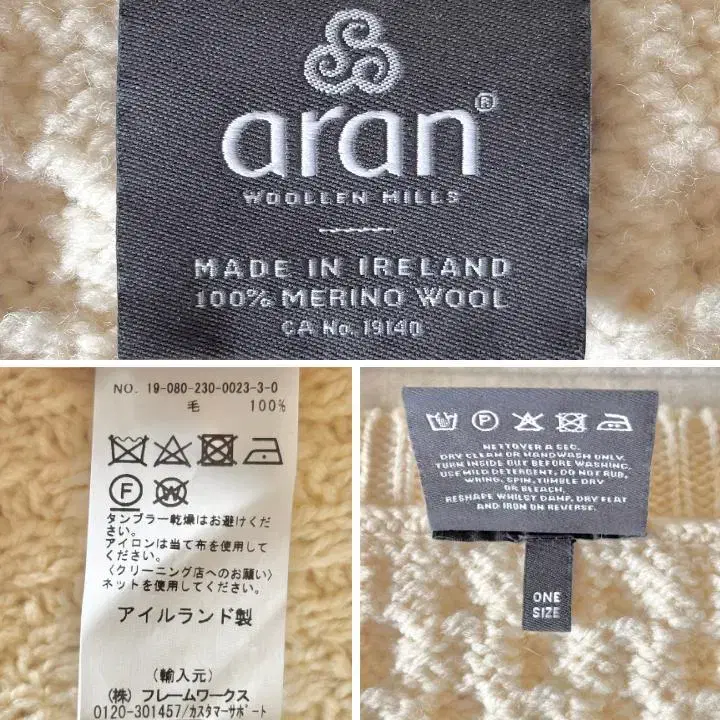 aran®
WOOLLEN MILLS
MADE IN IRELAND
100% MERINO WOOL
CA No. 19140
NO. 19-080-230-0023-3-0
毛 100%
F
W
タンブラー乾燥はお避けくだ
さい。
アイロンは当て布を使用して
ください。
〈クリーニング店へのお願い〉
ネットを使用してください。
アイルランド製
(輸入元)
(株) フレームワークス
0120-301457/カスタマーサポート
P
NETTOYER A SEC.
DRY CLEAN OR HANDWASH ONLY.
TURN INSIDE OUT BEFORE WASHING.
USE MILD DETERGENT, DO NOT RUB,
WRING, SPIN, TUMBLE DRY
OR BLEACH.
RESHAPE WHILST DAMP, DRY FLAT
AND IRON ON REVERSE.
ONE
SIZE